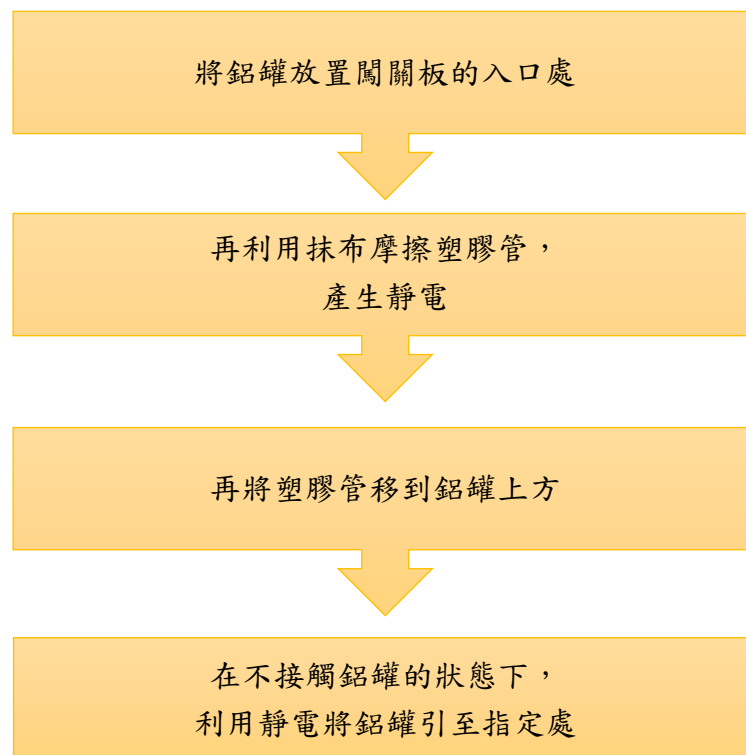 將鋁罐放置闖關板的入口處
再利用抹布摩擦塑膠管，
產生靜電
再將塑膠管移到鋁罐上方
在不接觸鋁罐的狀態下，
利用靜電將鋁罐引至指定處